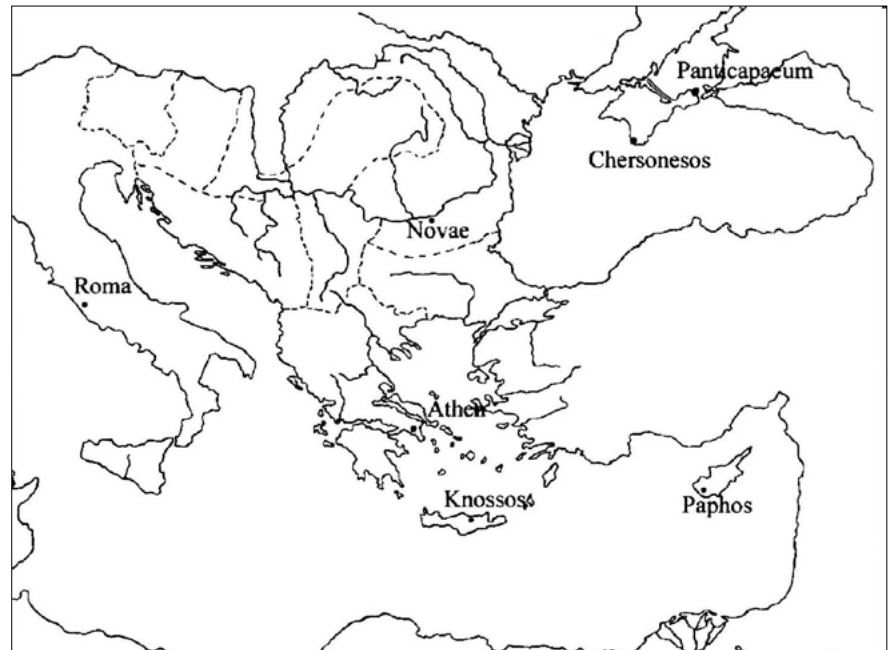 Panticapaeum
Chersonesos
Novae
Roma
Athen
Knossos
Paphos